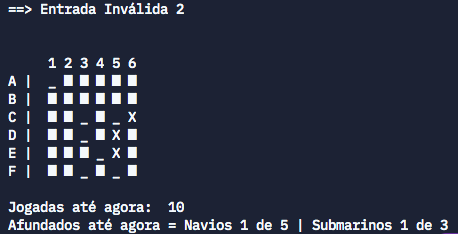 ==> Entrada Inválida 2
1 2 3 4 5 6
A | _ ■ ■ ■ ■ ■
B | ■ ■ ■ ■ ■ ■
C | ■ ■ _ ■ _ X
D | ■ ■ _ ■ X ■
E | ■ ■ ■ _ X ■
F | ■ ■ _ ■ _ ■
Jogadas até agora: 10
Afundados até agora = Navios 1 de 5 | Submarinos 1 de 3